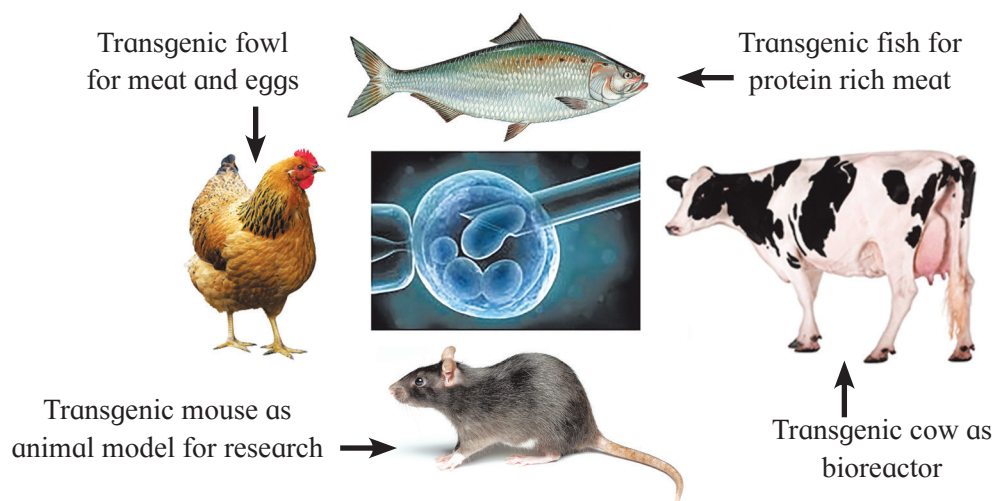 Transgenic fowl
for meat and eggs
Transgenic fish for
protein rich meat
Transgenic mouse as
animal model for research
Transgenic cow as
bioreactor